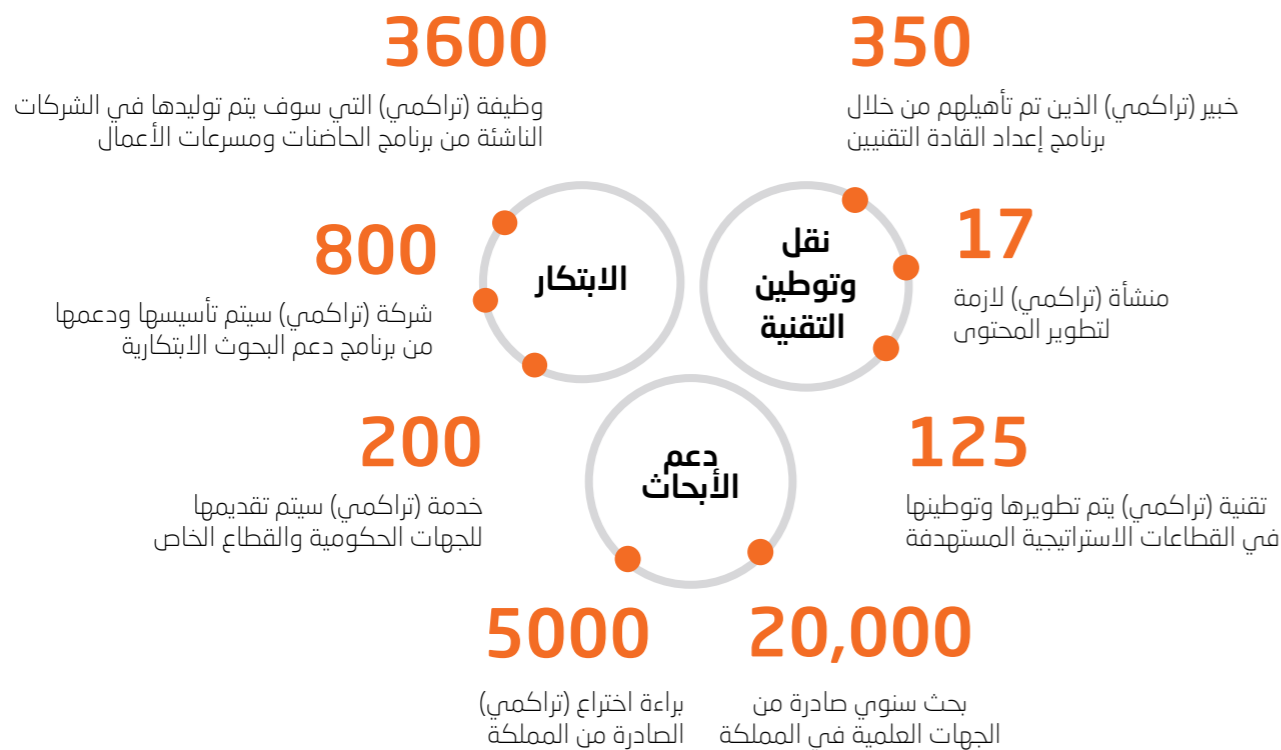 350
خبير (تراكمي) الذين تم تأهيلهم من خلال
برنامج إعداد القادة التقنيين
3600
وظيفة (تراكمي) التي سوف يتم توليدها في الشركات
الناشئة من برنامج الحاضنات ومسرعات الأعمال
نقل
وتوطين
التقنية
الابتكار
17
منشأة (تراكمي) لازمة
لتطوير المحتوى
800
شركة (تراكمي) سيتم تأسيسها ودعمها
من برنامج دعم البحوث الابتكارية
دعم
الأبحاث
125
تقنية (تراكمي) يتم تطويرها وتوطينها
في القطاعات الاستراتيجية المستهدفة
200
خدمة (تراكمي) سيتم تقديمها
للجهات الحكومية والقطاع الخاص
20,000
بحث سنوي صادرة من
الجهات العلمية في المملكة
5000
براءة اختراع (تراكمي)
الصادرة من المملكة